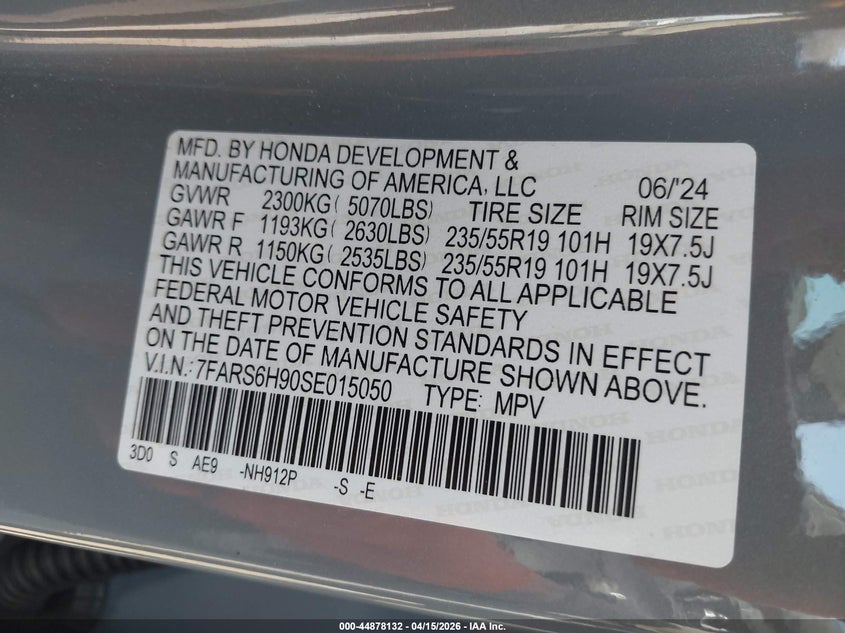 MFD. BY HONDA DEVELOPMENT &
MANUFACTURING OF AMERICA, LLC 06/'24
GVWR 2300KG( 5070LBS) TIRE SIZE RIM SIZE
GAWR F 1193KG( 2630LBS) 235/55R19 101H 19X7.5J
GAWR R 1150KG( 2535LBS) 235/55R19 101H 19X7.5J
THIS VEHICLE CONFORMS TO ALL APPLICABLE
FEDERAL MOTOR VEHICLE SAFETY
AND THEFT PREVENTION STANDARDS IN EFFECT
ON THE DATE OF MANUFACTURE SHOWN ABOVE.
V.I.N.: 7FARS6H90SE015050 TYPE: MPV
3D0 S AE9 -NH912P -S -E
000-44878132 - 04/15/2026 - IAA Inc.